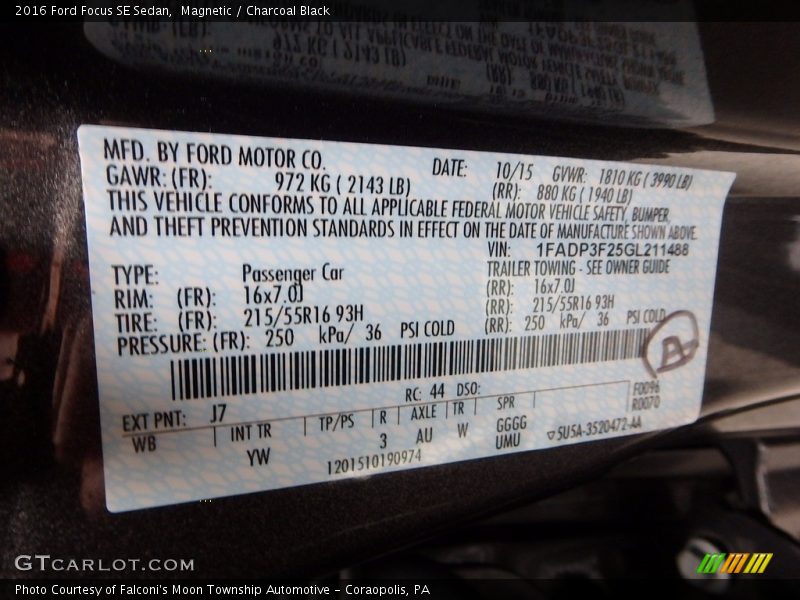 2016 Ford Focus SE Sedan,  Magnetic / Charcoal Black
MFD. BY FORD MOTOR CO.
DATE: 10/15 GVWR: 1810 KG ( 3990 LB)
GAWR: (FR): 972 KG ( 2143 LB) (RR): 880 KG ( 1940 LB)
THIS VEHICLE CONFORMS TO ALL APPLICABLE FEDERAL MOTOR VEHICLE SAFETY, BUMPER,
AND THEFT PREVENTION STANDARDS IN EFFECT ON THE DATE OF MANUFACTURE SHOWN ABOVE.
VIN: 1FADP3F25GL211488
TYPE: Passenger Car TRAILER TOWING - SEE OWNER GUIDE
RIM: (FR): 16x7.0J (RR): 16x7.0J
TIRE: (FR): 215/55R16 93H (RR): 215/55R16 93H
PRESSURE: (FR): 250 kPa/ 36 PSI COLD (RR): 250 kPa/ 36 PSI COLD
A
RC: 44 DSO: F0096
R0070
EXT PNT: J7
WB INT TR TP/PS R AXLE TR SPR
YW 3 AU W GGGG
UMU
1201510190974 5U5A-3520472-AA
GTCARLOT.COM
Photo Courtesy of Falconi's Moon Township Automotive – Coraopolis, PA